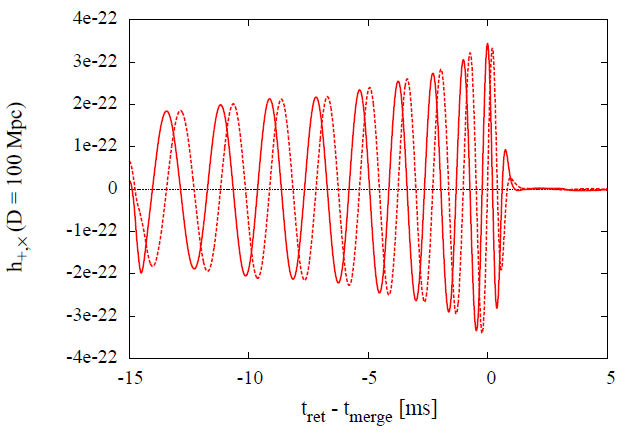 4e-22
3e-22
2e-22
1e-22
0
-1e-22
-2e-22
-3e-22
-4e-22
h+,× (D = 100 Mpc)
-15 -10 -5 0 5
tret - tmerge [ms]